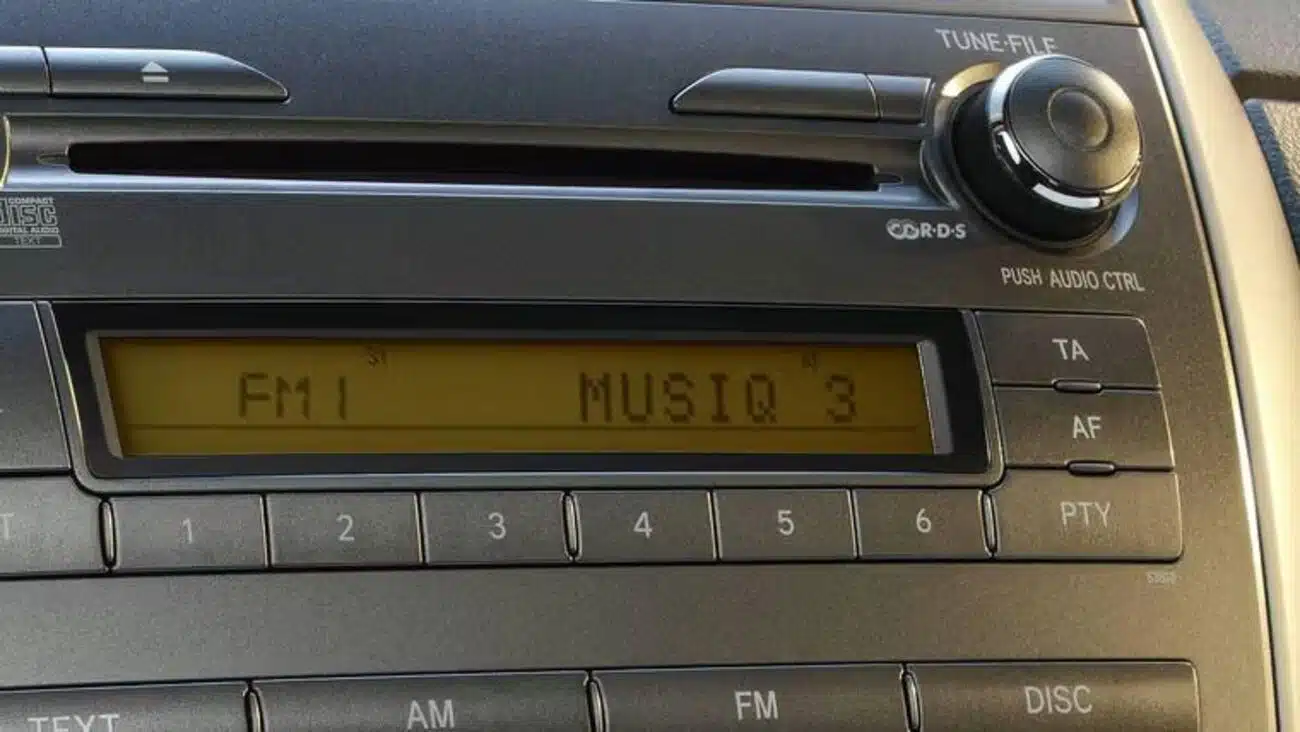 TUNE·FILE
COMPACT
DISC
DIGITAL AUDIO
TEXT
R·D·S
PUSH AUDIO CTRL
ST
FM1 MUSIQ 3
TA
AF
PTY
1 2 3 4 5 6
TEXT AM FM DISC